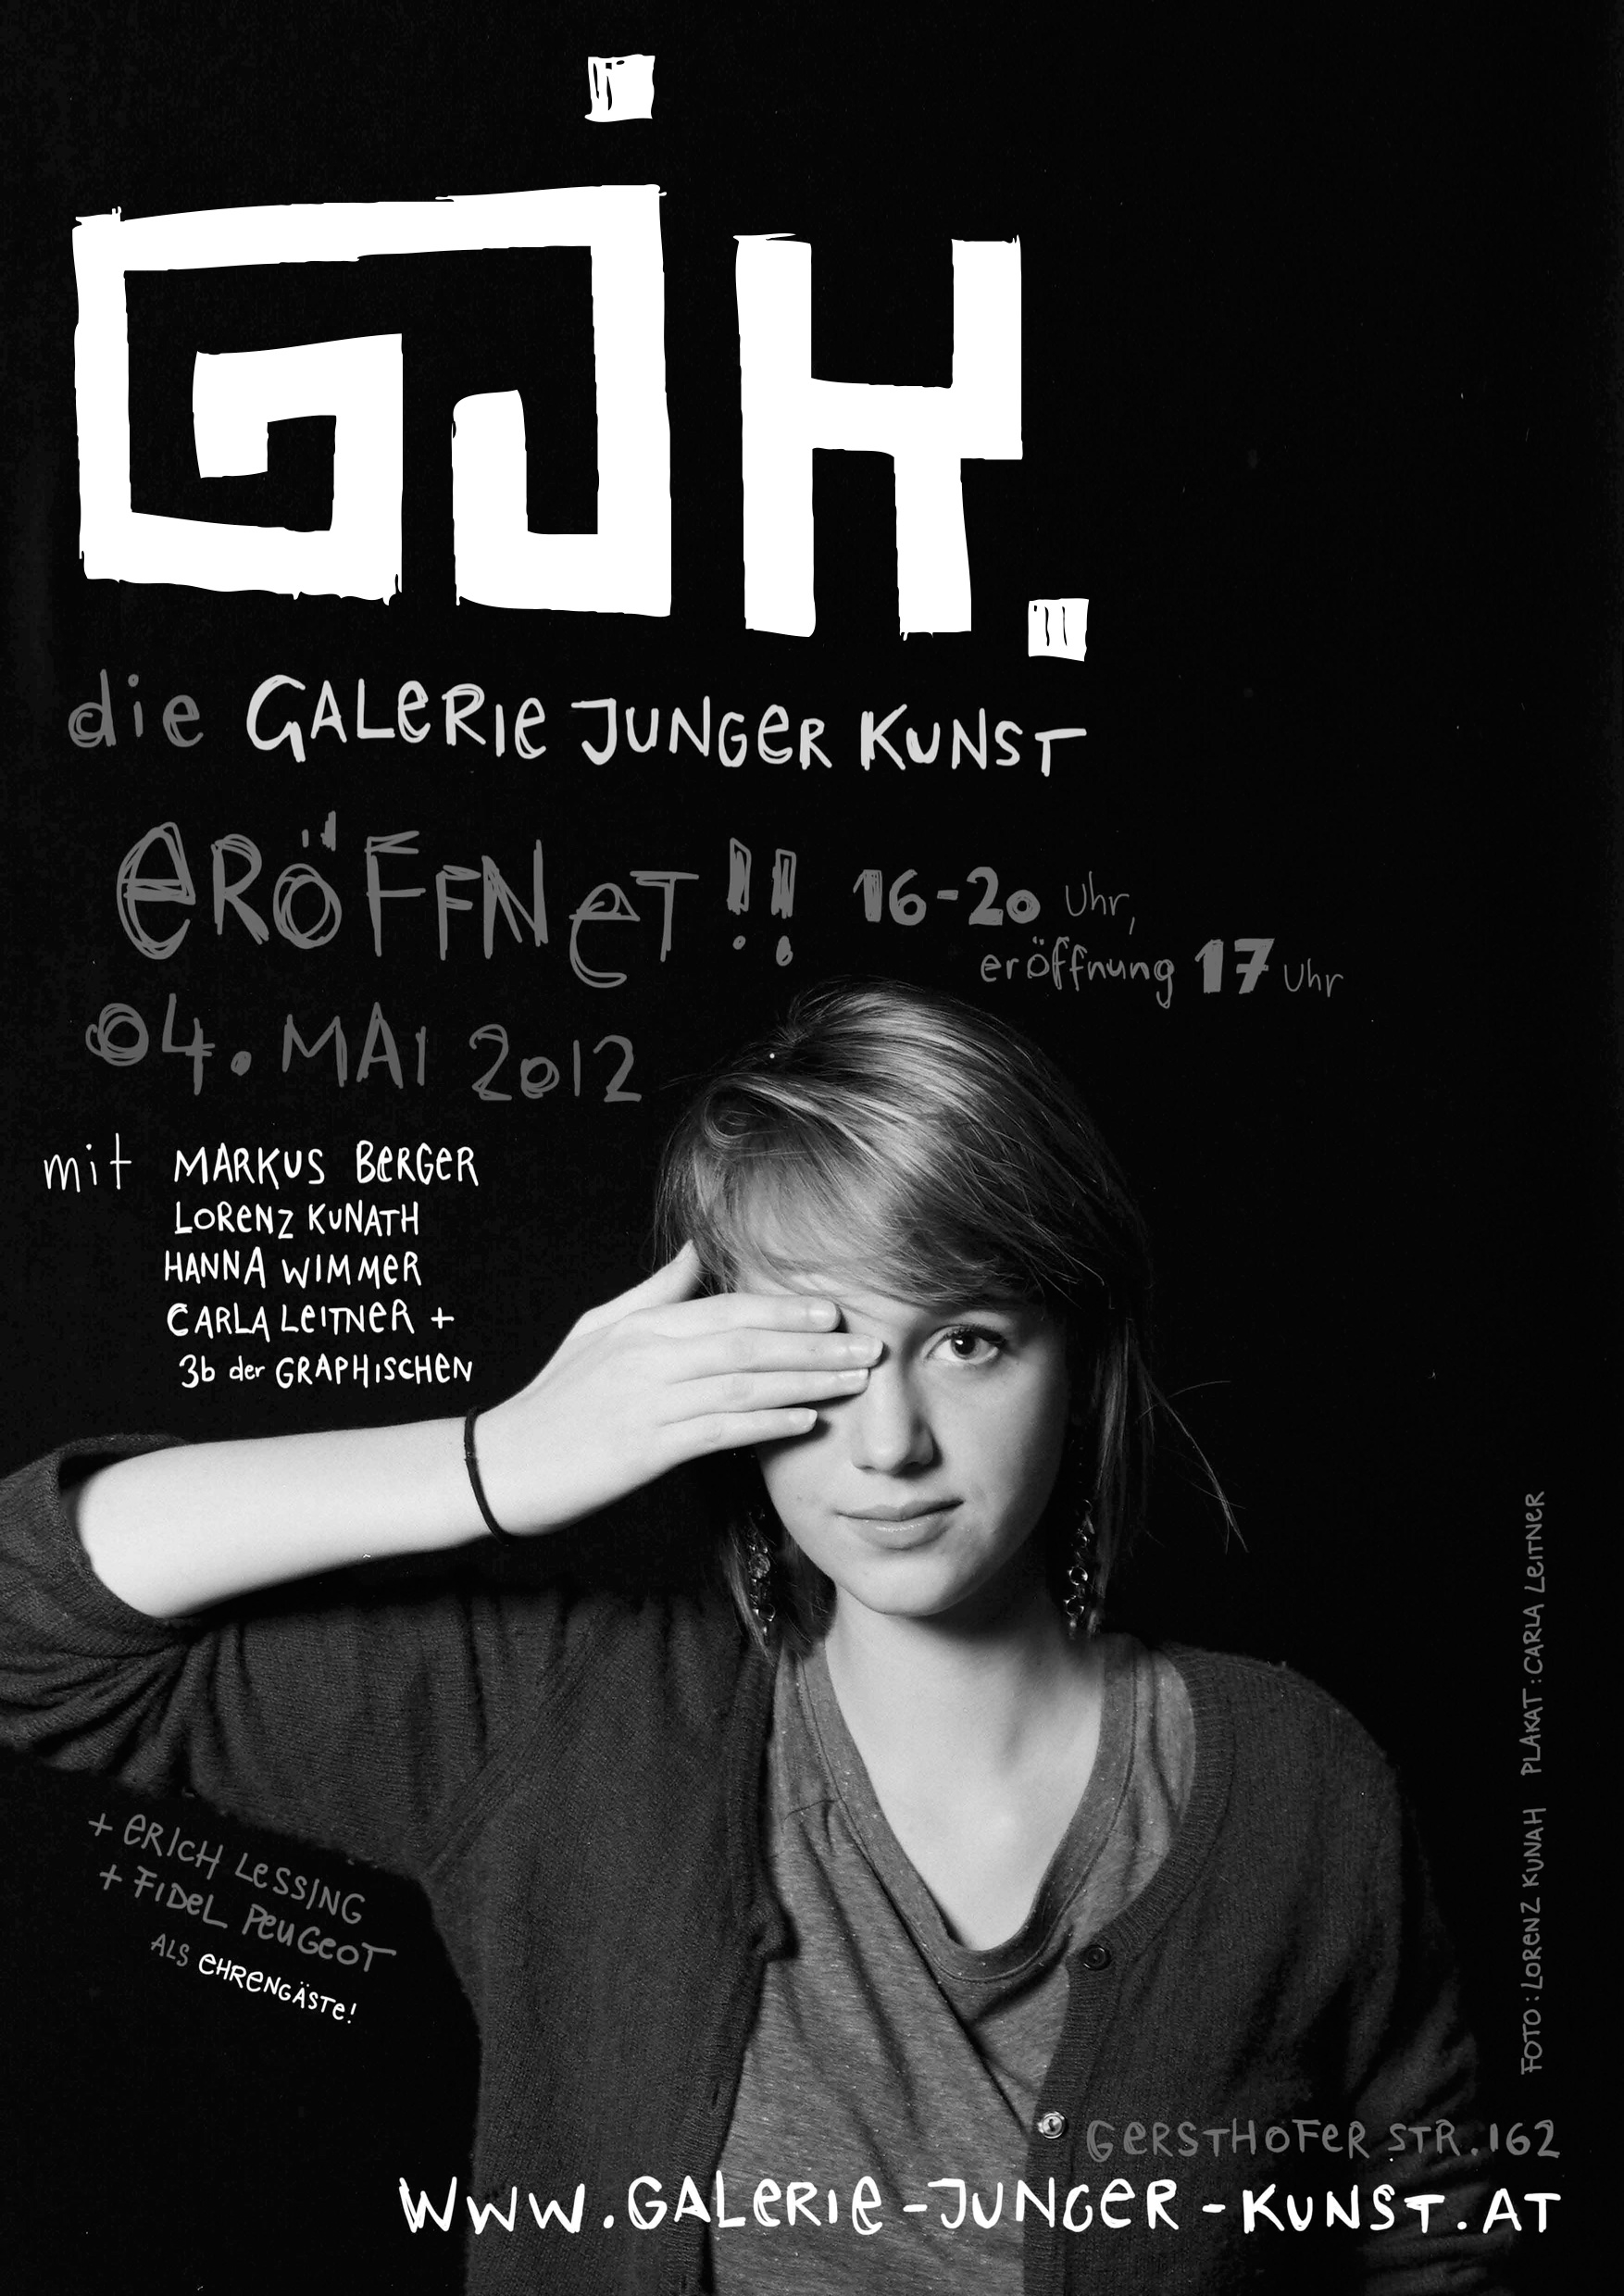 GJK.
die GALeRie JUNGeR KUNST
eRÖFFNeT!! 16-20 Uhr,
eröffnung 17 Uhr
04. MAI 2012
mit MARKUS BeRGeR
LORENZ KUNATH
HANNA WIMMeR
CARLA LeITNeR +
3b der GRAPHISCHEN
+ eRICH LeSSING
+ FIDeL PeUGeOT
ALS eHReNGÄSTe!
FOTO: LOReNZ KUNAH PLAKAT: CARLA LeITNeR
GeRSTHOFeR STR. 162
WWW.GALeRIe-JUNGeR-KUNST.AT